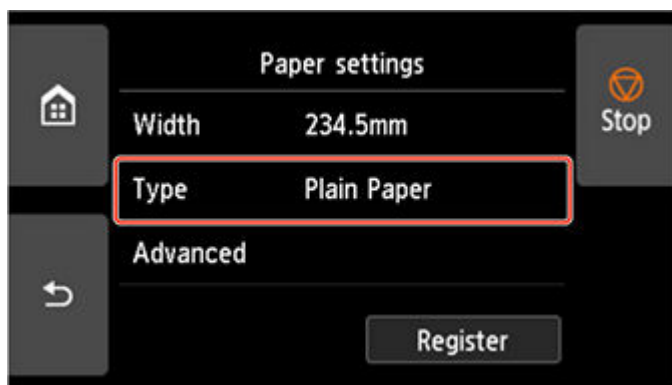 Paper settings
Stop
Width 234.5mm
Type Plain Paper
Advanced
Register